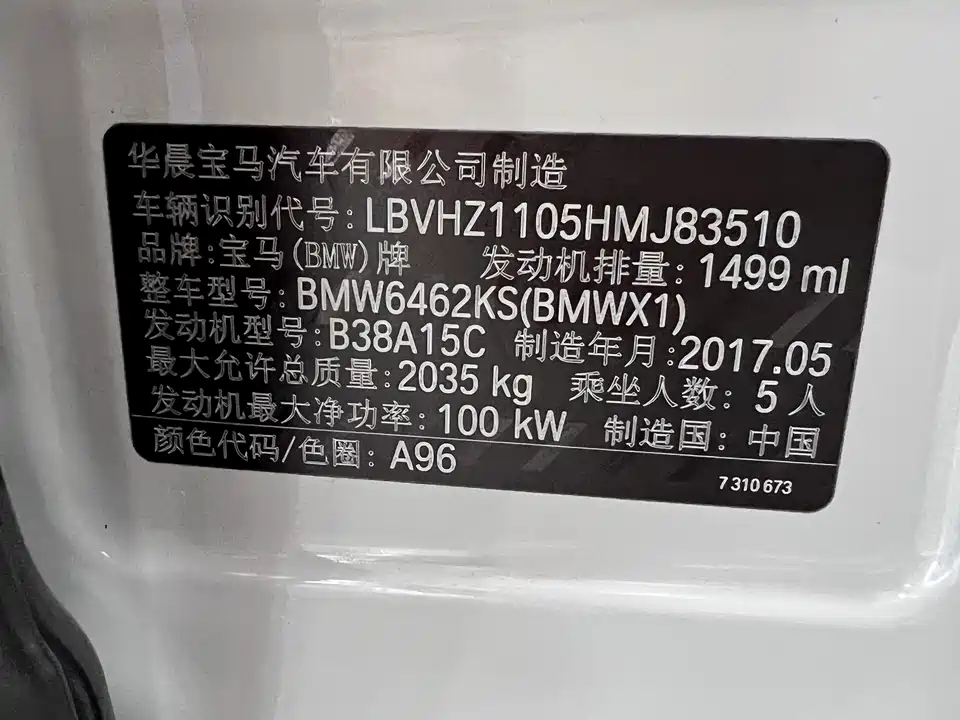 华晨宝马汽车有限公司制造
车辆识别代号: LBVHZ1105HMJ83510
品牌: 宝马(BMW)牌 发动机排量: 1499 ml
整车型号: BMW6462KS(BMWX1)
发动机型号: B38A15C 制造年月: 2017.05
最大允许总质量: 2035 kg 乘坐人数: 5 人
发动机最大净功率: 100 kW 制造国: 中国
颜色代码/色圈: A96
7 310 673